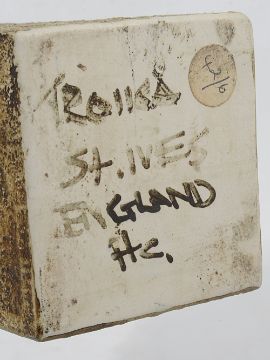 TROIKA
St. IVES
ENGLAND
Hc.